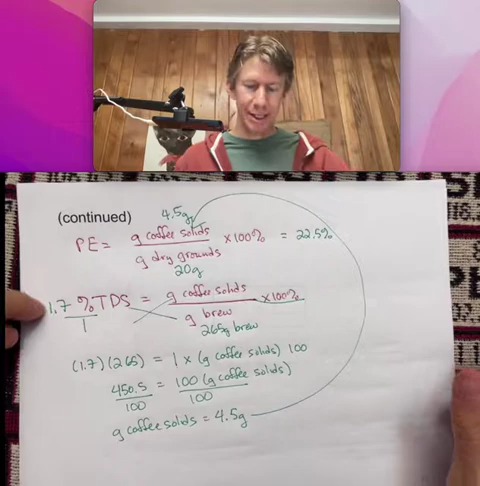 (continued)
4.5g
PE = g coffee solids / g dry grounds ×100% = 22.5%
20g
1.7 % TDS / 1 = g coffee solids / g brew ×100%
265g brew
(1.7)(265) = 1 × (g coffee solids) 100
450.5 / 100 = 100 (g coffee solids) / 100
g coffee solids = 4.5g